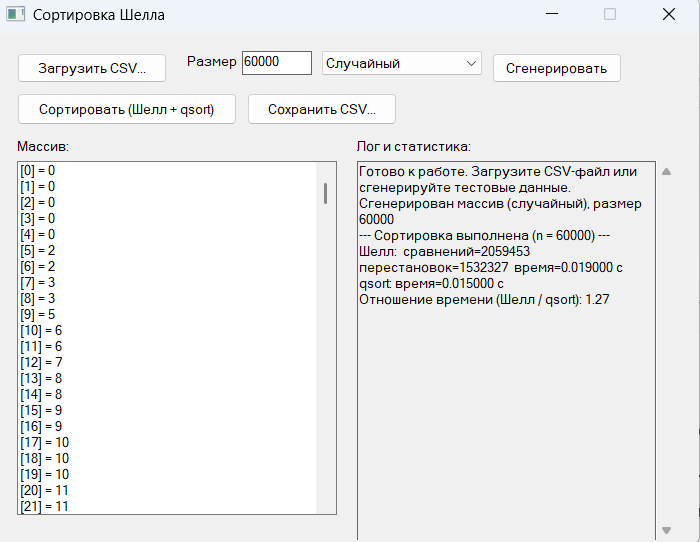 Сортировка Шелла
Загрузить CSV...
Размер 60000 Случайный
Сгенерировать
Сортировать (Шелл + qsort)
Сохранить CSV...
Массив:
[0] = 0
[1] = 0
[2] = 0
[3] = 0
[4] = 0
[5] = 2
[6] = 2
[7] = 3
[8] = 3
[9] = 5
[10] = 6
[11] = 6
[12] = 7
[13] = 8
[14] = 8
[15] = 9
[16] = 9
[17] = 10
[18] = 10
[19] = 10
[20] = 11
[21] = 11
Лог и статистика:
Готово к работе. Загрузите CSV-файл или
сгенерируйте тестовые данные.
Сгенерирован массив (случайный), размер
60000
--- Сортировка выполнена (n = 60000) ---
Шелл: сравнений=2059453
перестановок=1532327 время=0.019000 с
qsort: время=0.015000 с
Отношение времени (Шелл / qsort): 1.27